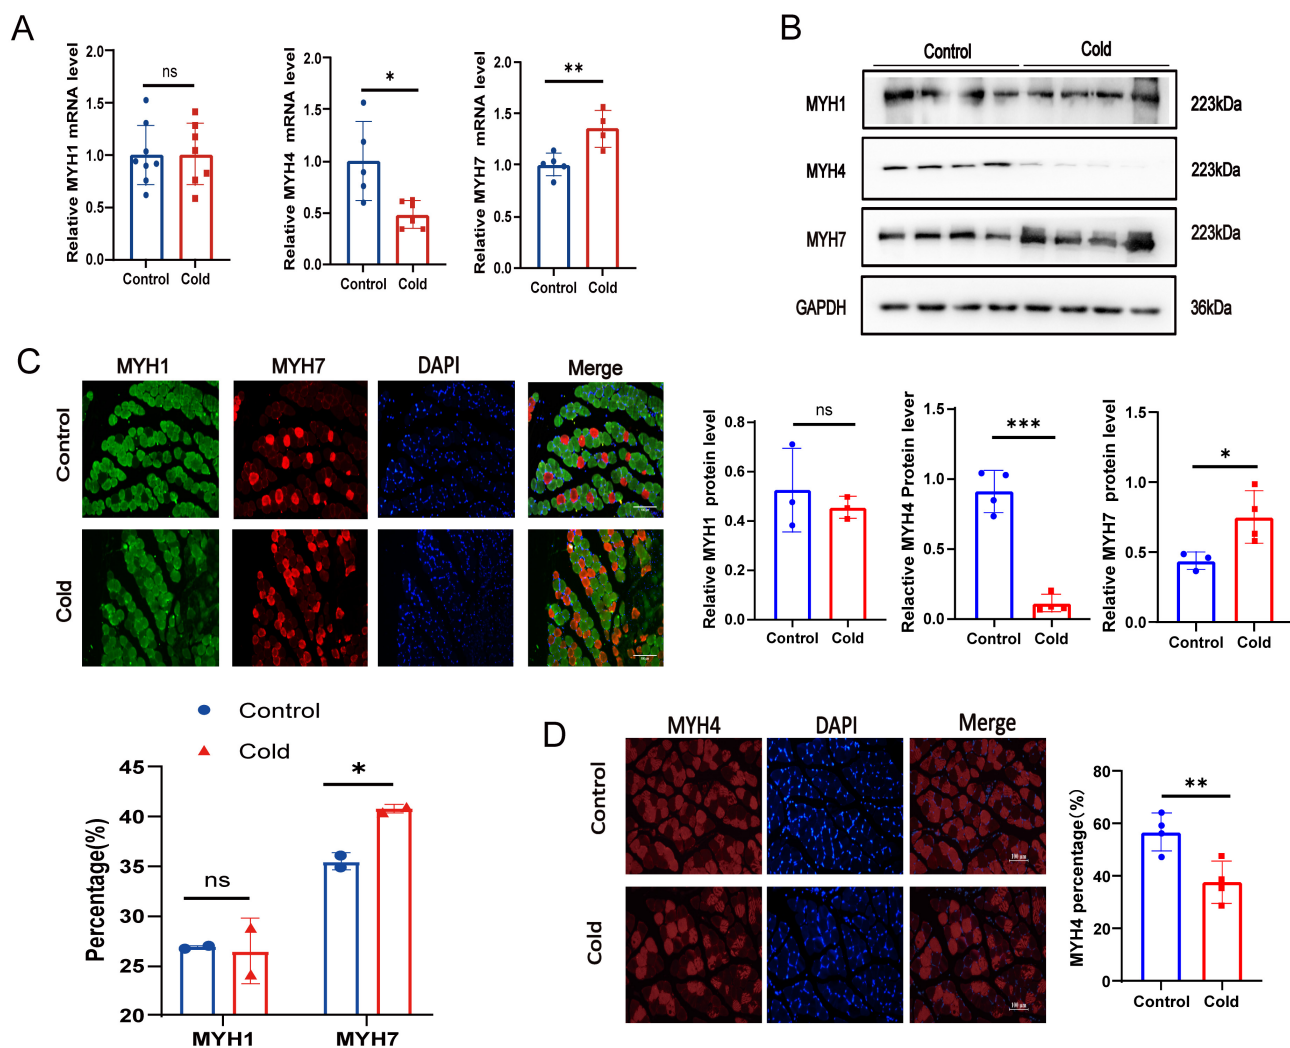 A
Relative MYH1 mRNA level
2.0
1.5
1.0
0.5
0.0
ns
Control Cold
Relative MYH4 mRNA level
2.0
1.5
1.0
0.5
0.0
*
Control Cold
Relative MYH7 mRNA level
2.0
1.5
1.0
0.5
0.0
**
Control Cold
B
Control Cold
MYH1 223kDa
MYH4 223kDa
MYH7 223kDa
GAPDH 36kDa
Relative MYH1 protein level
0.8
0.6
0.4
0.2
0.0
ns
Control Cold
Relactive MYH4 Protein lever
1.5
1.0
0.5
0.0
***
Control Cold
Relative MYH7 protein level
1.5
1.0
0.5
0.0
*
Control Cold
C
MYH1 MYH7 DAPI Merge
Control
Cold
Control
Cold
Percentage(%)
45
40
35
30
25
20
ns
*
MYH1 MYH7
D
MYH4 DAPI Merge
Control
100 μm
Cold
100 μm
MYH4 percentage(%)
80
60
40
20
0
**
Control Cold